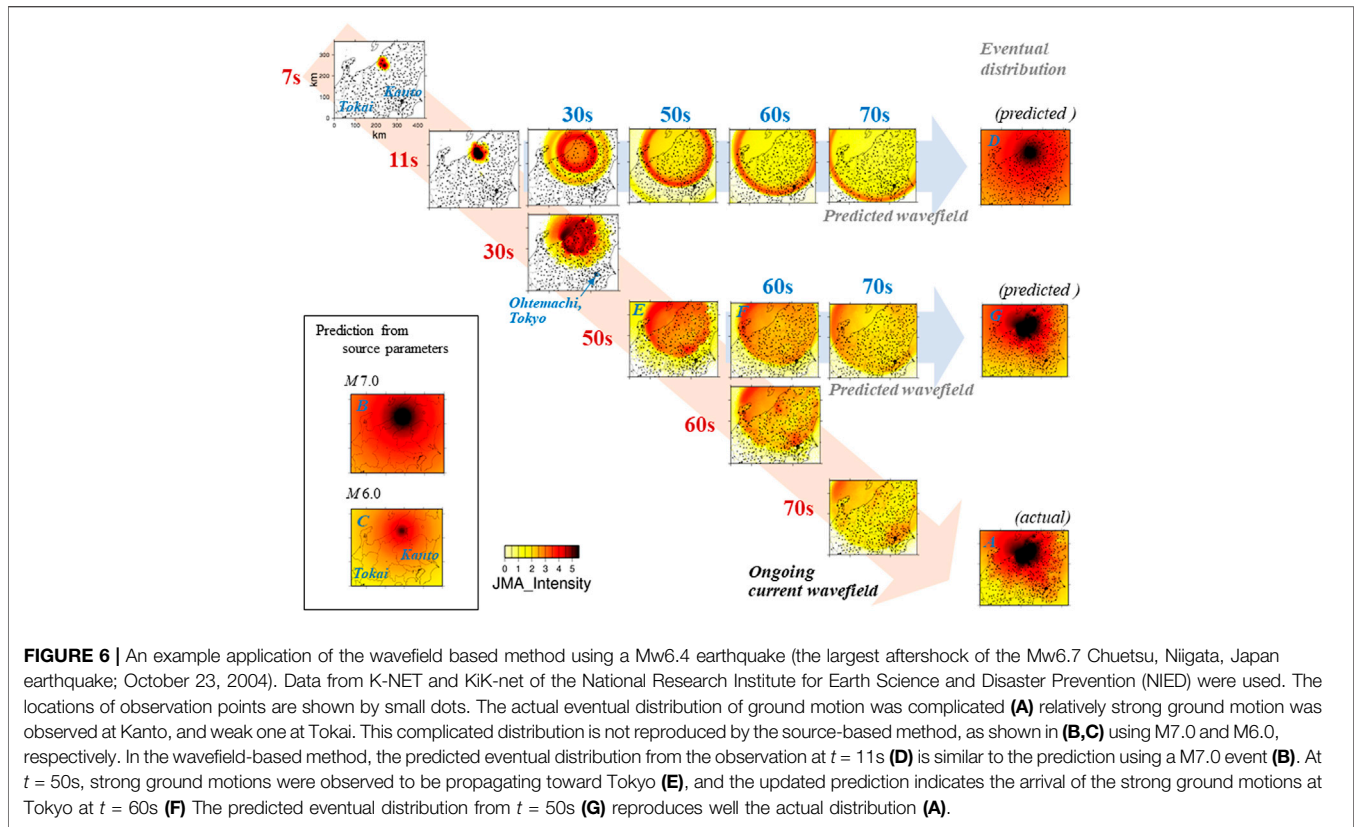 Eventual
distribution
7s
km
300
200
100
0
Kanto
Tokai
0 100 200 300 400
km
30s
50s
60s
70s
(predicted )
11s
D
Predicted wavefield
30s
Ohtemachi,
Tokyo
60s
70s
(predicted )
E
F
G
50s
Predicted wavefield
Prediction from
source parameters
M7.0
B
60s
M6.0
C
Kanto
Tokai
70s
(actual)
A
0 1 2 3 4 5
JMA_Intensity
Ongoing
current wavefield
FIGURE 6 | An example application of the wavefield based method using a Mw6.4 earthquake (the largest aftershock of the Mw6.7 Chuetsu, Niigata, Japan
earthquake; October 23, 2004). Data from K-NET and KiK-net of the National Research Institute for Earth Science and Disaster Prevention (NIED) were used. The
locations of observation points are shown by small dots. The actual eventual distribution of ground motion was complicated (A) relatively strong ground motion was
observed at Kanto, and weak one at Tokai. This complicated distribution is not reproduced by the source-based method, as shown in (B,C) using M7.0 and M6.0,
respectively. In the wavefield-based method, the predicted eventual distribution from the observation at t = 11s (D) is similar to the prediction using a M7.0 event (B). At
t = 50s, strong ground motions were observed to be propagating toward Tokyo (E), and the updated prediction indicates the arrival of the strong ground motions at
Tokyo at t = 60s (F) The predicted eventual distribution from t = 50s (G) reproduces well the actual distribution (A).